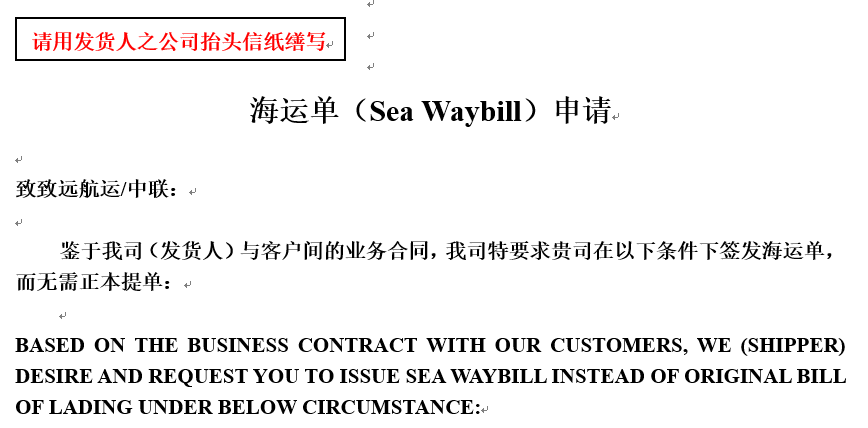 请用发货人之公司抬头信纸缮写
海运单（Sea Waybill）申请
致致远航运/中联：
鉴于我司（发货人）与客户间的业务合同，我司特要求贵司在以下条件下签发海运单，
而无需正本提单：
BASED ON THE BUSINESS CONTRACT WITH OUR CUSTOMERS, WE (SHIPPER)
DESIRE AND REQUEST YOU TO ISSUE SEA WAYBILL INSTEAD OF ORIGINAL BILL
OF LADING UNDER BELOW CIRCUMSTANCE: